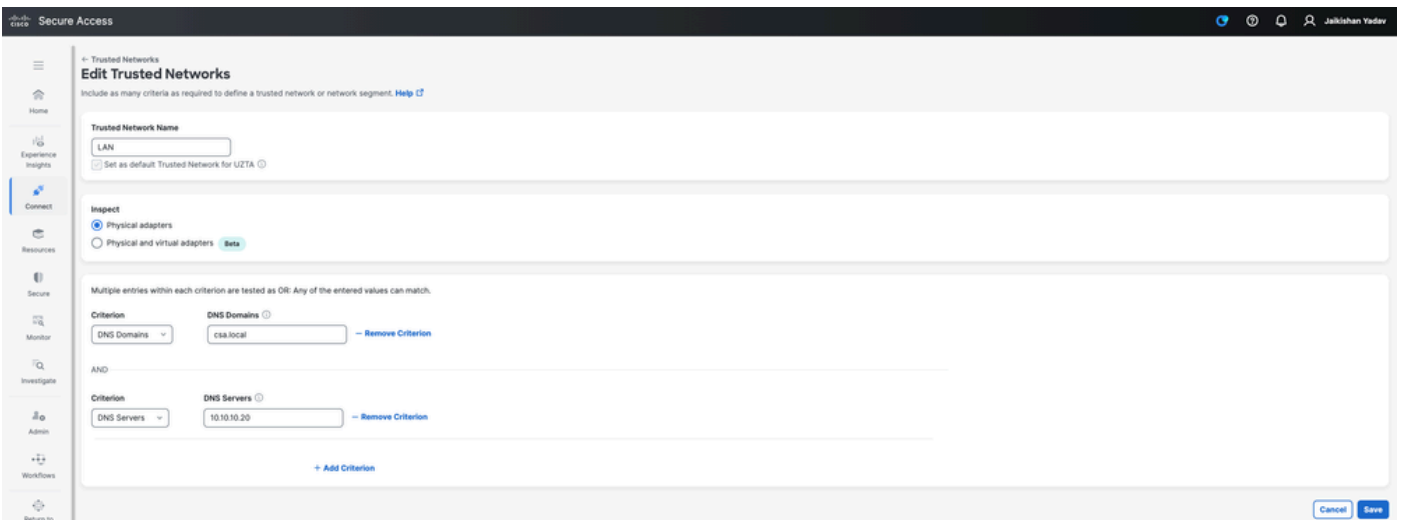 cisco Secure Access
Jaikishan Yadav
← Trusted Networks
Edit Trusted Networks
Include as many criteria as required to define a trusted network or network segment. Help
Home
Experience
Insights
Connect
Resources
Secure
Monitor
Investigate
Admin
Workflows
Return to
Trusted Network Name
LAN
Set as default Trusted Network for UZTA
Inspect
Physical adapters
Physical and virtual adapters Beta
Multiple entries within each criterion are tested as OR: Any of the entered values can match.
Criterion DNS Domains
DNS Domains csa.local − Remove Criterion
AND
Criterion DNS Servers
DNS Servers 10.10.10.20 − Remove Criterion
+ Add Criterion
Cancel Save